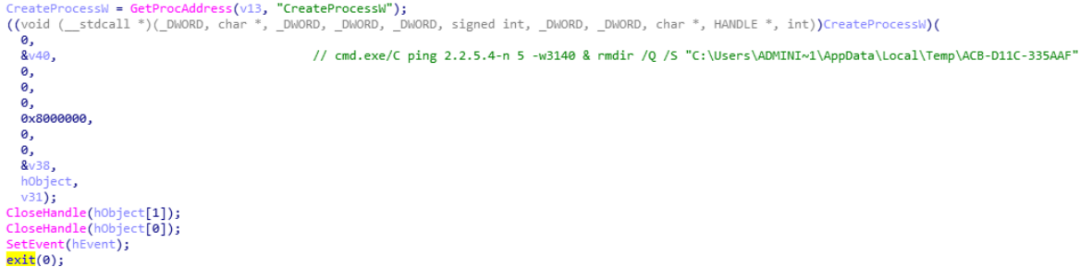 CreateProcessW = GetProcAddress(v13, "CreateProcessW");
((void (__stdcall *)(_DWORD, char *, _DWORD, _DWORD, _DWORD, signed int, _DWORD, _DWORD, char *, HANDLE *, int))CreateProcessW)(
0,
&v40, // cmd.exe/C ping 2.2.5.4-n 5 -w3140 & rmdir /Q /S "C:\Users\ADMINI~1\AppData\Local\Temp\ACB-D11C-335AAF"
0,
0,
0,
0x8000000,
0,
0,
&v38,
hObject,
v31);
CloseHandle(hObject[1]);
CloseHandle(hObject[0]);
SetEvent(hEvent);
exit(0);